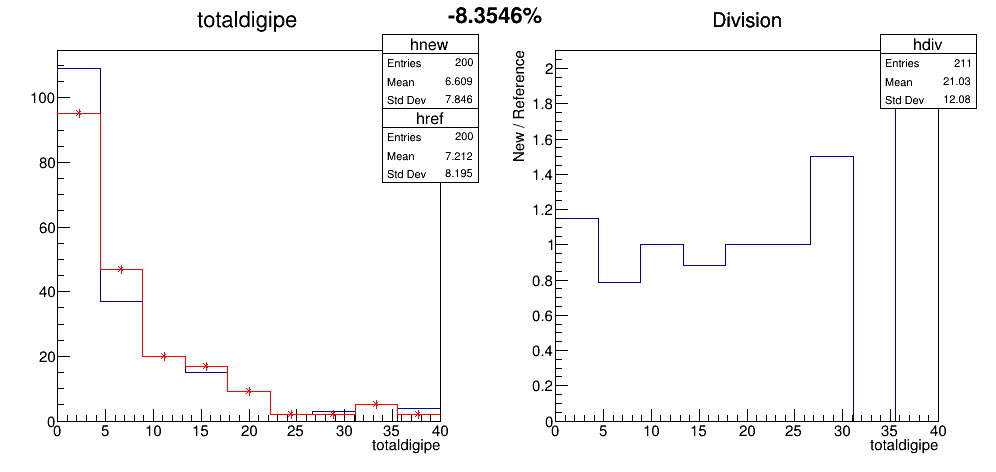 -8.3546%
totaldigipe
hnew
Entries 200
Mean 6.609
Std Dev 7.846
href
Entries 200
Mean 7.212
Std Dev 8.195
100
80
60
40
20
0
0 5 10 15 20 25 30 35 40
totaldigipe
Division
hdiv
Entries 211
Mean 21.03
Std Dev 12.08
New / Reference
2
1.8
1.6
1.4
1.2
1
0.8
0.6
0.4
0.2
0
0 5 10 15 20 25 30 35 40
totaldigipe